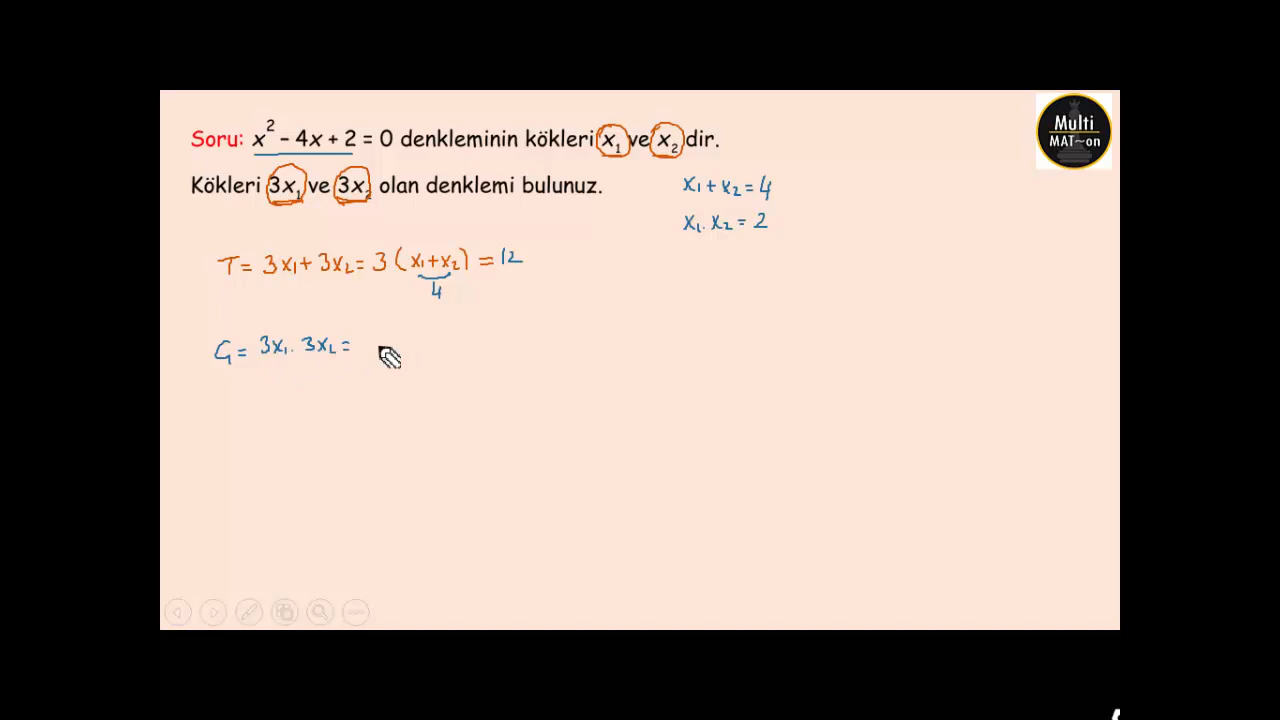 Soru: x² - 4x + 2 = 0 denkleminin kökleri x₁ ve x₂ dir.
Kökleri 3x₁ ve 3x₂ olan denklemi bulunuz.
x₁ + x₂ = 4
x₁ . x₂ = 2
T = 3x₁ + 3x₂ = 3 (x₁+x₂) = 12
4
Ç = 3x₁ . 3x₂ =
Multi
MAT~on